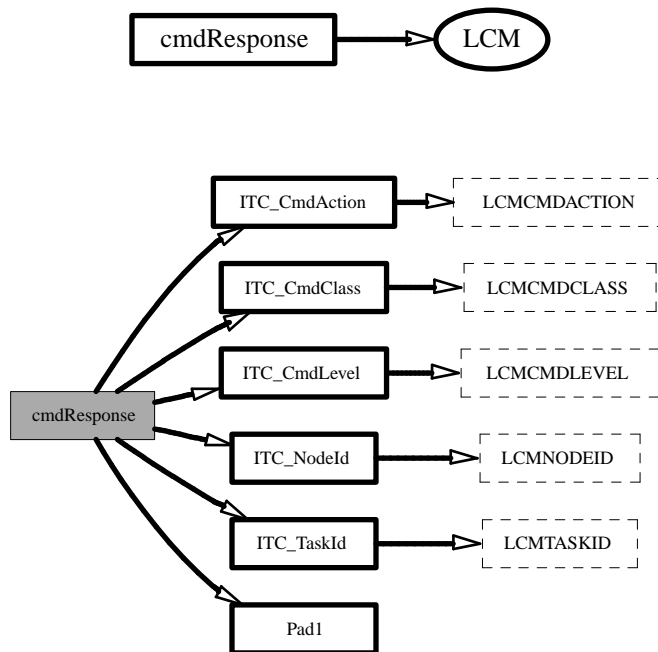 cmdResponse LCM
ITC_CmdAction LCMCMDACTION
ITC_CmdClass LCMCMDCLASS
ITC_CmdLevel LCMCMDLEVEL
cmdResponse
ITC_NodeId LCMNODEID
ITC_TaskId LCMTASKID
Pad1